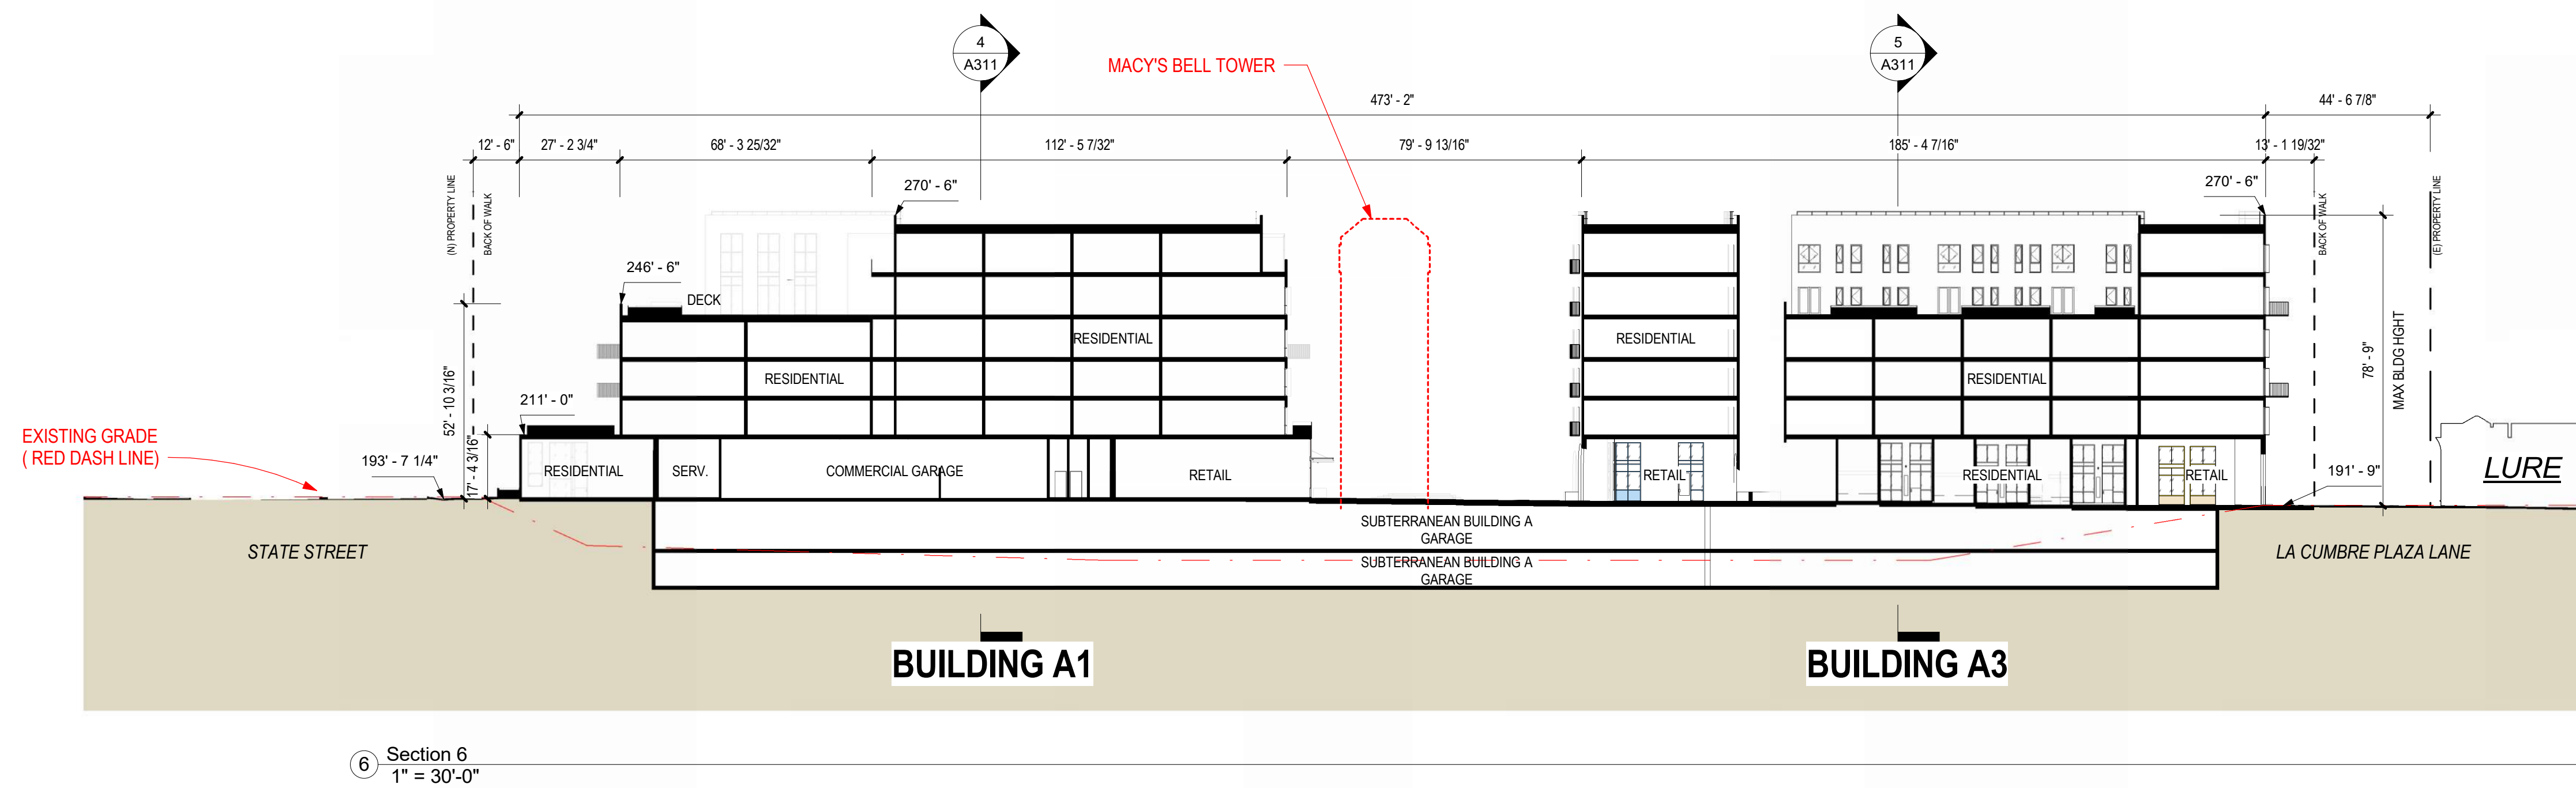 4
A311
5
A311
MACY'S BELL TOWER
473' - 2"
44' - 6 7/8"
12' - 6"
27' - 2 3/4"
68' - 3 25/32"
112' - 5 7/32"
79' - 9 13/16"
185' - 4 7/16"
13' - 1 19/32"
(N) PROPERTY LINE
BACK OF WALK
270' - 6"
270' - 6"
BACK OF WALK
(E) PROPERTY LINE
246' - 6"
DECK
RESIDENTIAL
RESIDENTIAL
RESIDENTIAL
RESIDENTIAL
78' - 9"
MAX BLDG HGHT
211' - 0"
52' - 10 3/16"
17' - 4 3/16"
EXISTING GRADE
( RED DASH LINE)
193' - 7 1/4"
RESIDENTIAL
SERV.
COMMERCIAL GARAGE
RETAIL
RETAIL
RESIDENTIAL
RETAIL
191' - 9"
LURE
STATE STREET
SUBTERRANEAN BUILDING A
GARAGE
SUBTERRANEAN BUILDING A
GARAGE
LA CUMBRE PLAZA LANE
BUILDING A1
BUILDING A3
6
Section 6
1" = 30'-0"